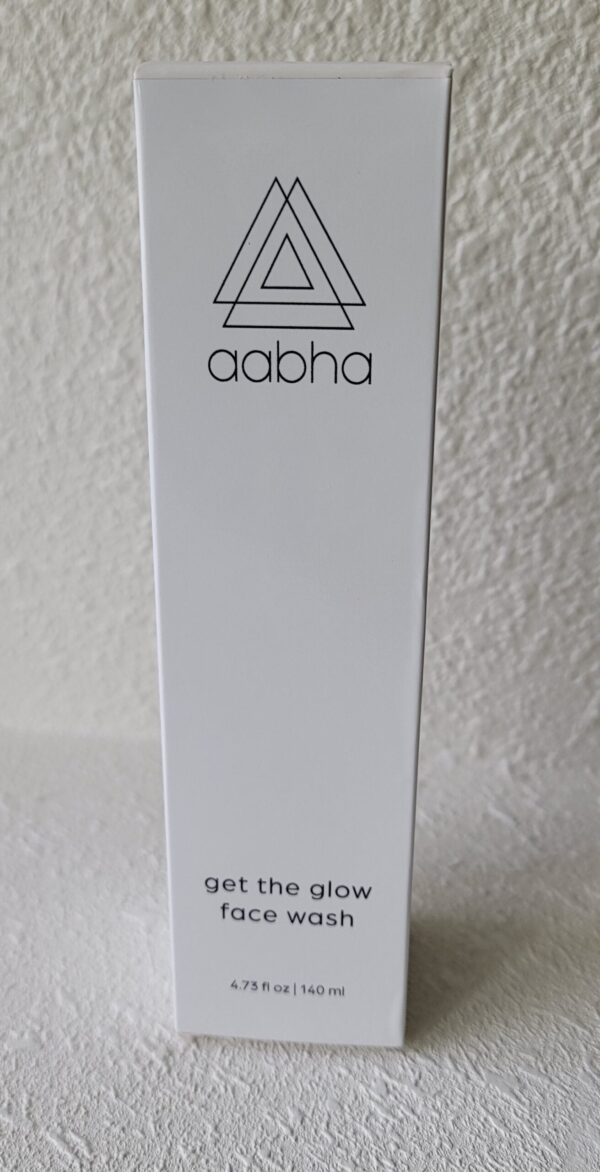 aabha
get the glow
face wash
4.73 fl oz | 140 ml